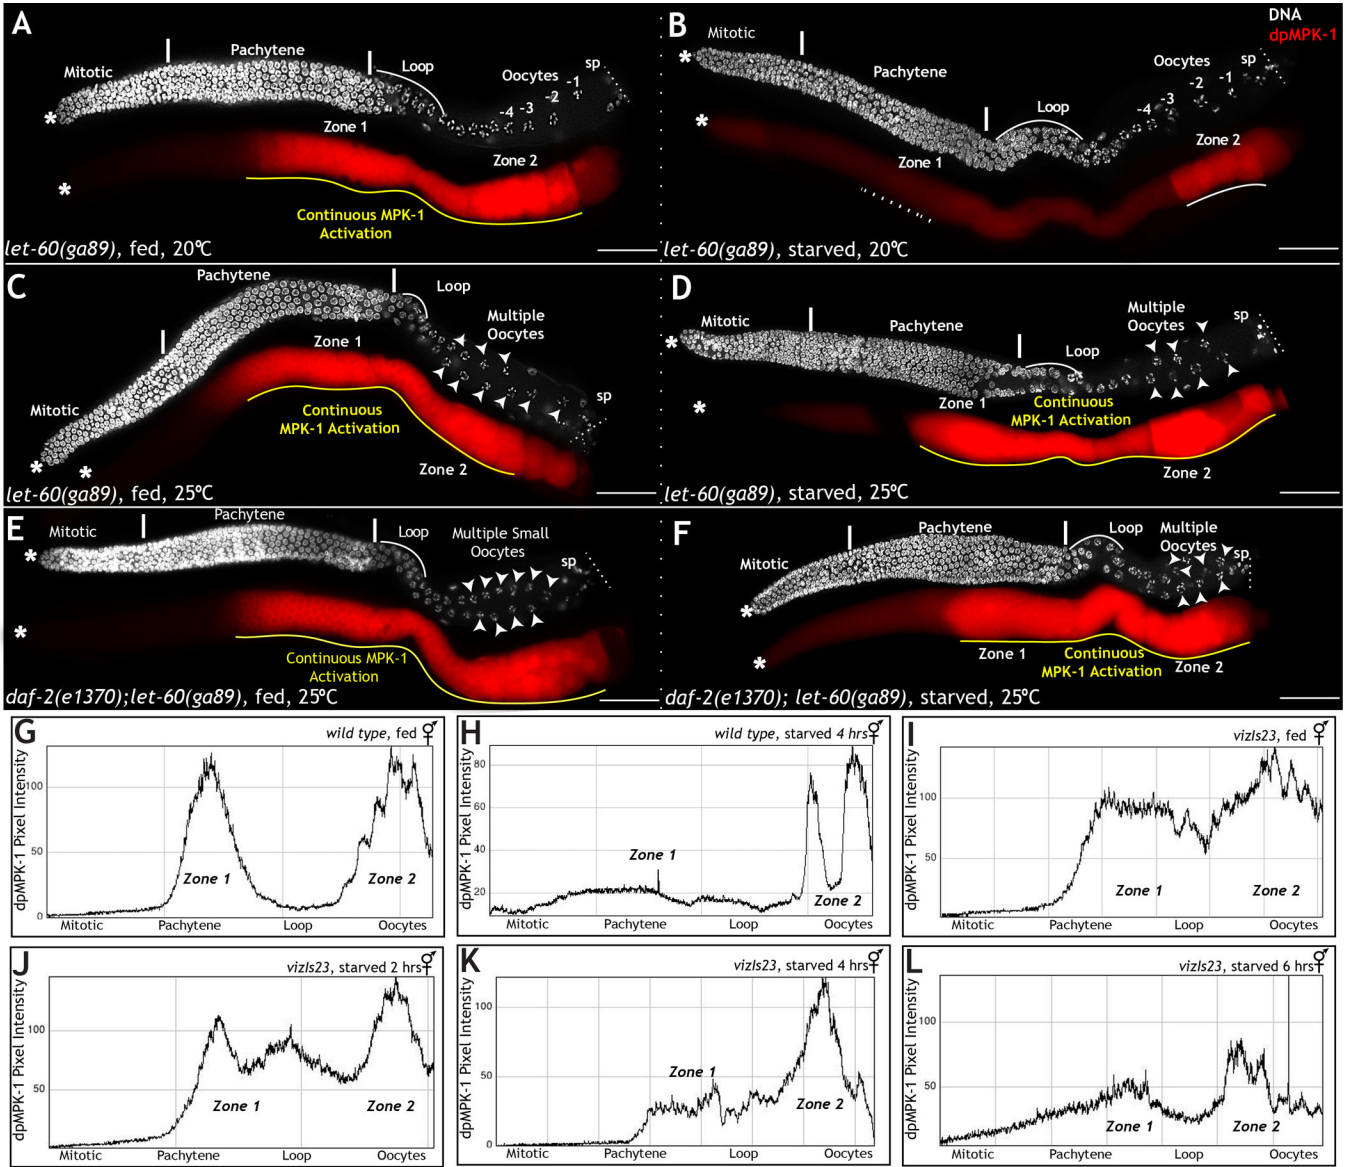 A
Mitotic
Pachytene
Loop
Oocytes
-4 -3 -2 -1
sp
*
Zone 1
Zone 2
*
Continuous MPK-1
Activation
let-60(ga89), fed, 20ºC
B
DNA
dpMPK-1
Mitotic
*
Pachytene
Loop
Oocytes
-4 -3 -2 -1
sp
*
Zone 1
Zone 2
let-60(ga89), starved, 20ºC
C
Pachytene
Loop
Multiple
Oocytes
Zone 1
sp
Mitotic
Continuous
MPK-1 Activation
Zone 2
* *
let-60(ga89), fed, 25ºC
D
Mitotic
Pachytene
Multiple
Oocytes
sp
*
Loop
*
Zone 1
Continuous
MPK-1 Activation
Zone 2
let-60(ga89), starved, 25ºC
E
Mitotic
Pachytene
Loop
Multiple Small
Oocytes
sp
*
*
Continuous MPK-1
Activation
daf-2(e1370);let-60(ga89), fed, 25ºC
F
Mitotic
Pachytene
Loop
Multiple
Oocytes
sp
*
*
Zone 1
Continuous
MPK-1 Activation
Zone 2
daf-2(e1370); let-60(ga89), starved, 25ºC
G
wild type, fed ⚥
dpMPK-1 Pixel Intensity
100
50
0
Zone 1
Zone 2
Mitotic Pachytene Loop Oocytes
H
wild type, starved 4 hrs ⚥
dpMPK-1 Pixel Intensity
80
60
40
20
Zone 1
Zone 2
Mitotic Pachytene Loop Oocytes
I
vizIs23, fed ⚥
dpMPK-1 Pixel Intensity
100
50
Zone 1
Zone 2
Mitotic Pachytene Loop Oocytes
J
vizIs23, starved 2 hrs ⚥
dpMPK-1 Pixel Intensity
100
50
Zone 1
Zone 2
Mitotic Pachytene Loop Oocytes
K
vizIs23, starved 4 hrs ⚥
dpMPK-1 Pixel Intensity
100
50
0
Zone 1
Zone 2
Mitotic Pachytene Loop Oocytes
L
vizIs23, starved 6 hrs ⚥
dpMPK-1 Pixel Intensity
100
50
Zone 1
Zone 2
Mitotic Pachytene Loop Oocytes